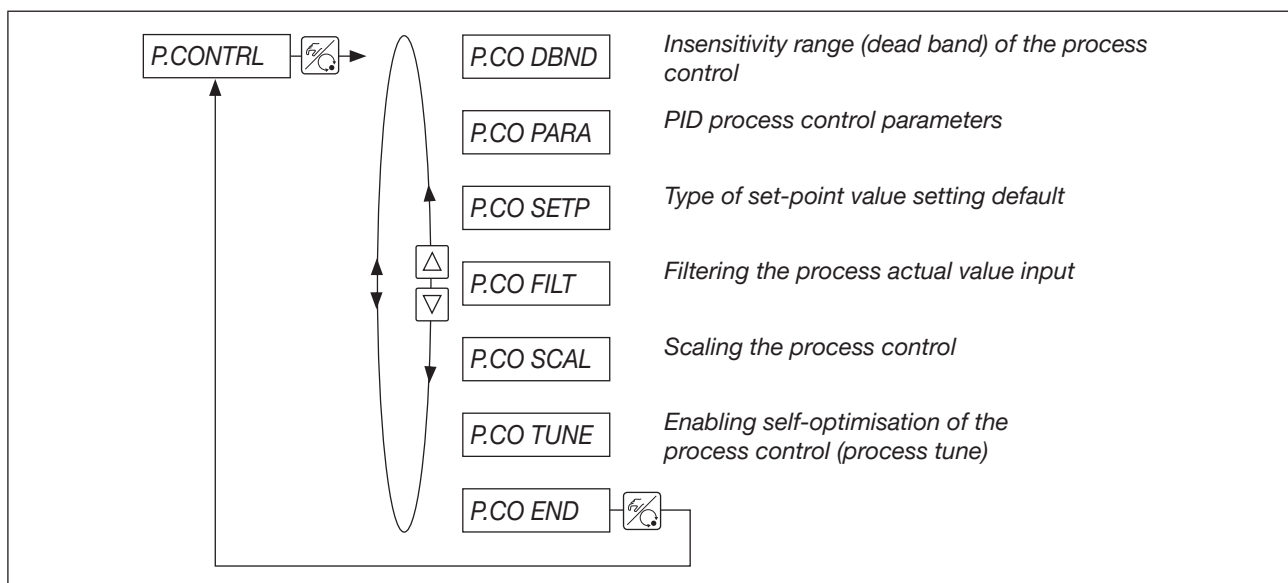 P.CONTRL
P.CO DBND
Insensitivity range (dead band) of the process
control
P.CO PARA
PID process control parameters
P.CO SETP
Type of set-point value setting default
P.CO FILT
Filtering the process actual value input
P.CO SCAL
Scaling the process control
P.CO TUNE
Enabling self-optimisation of the
process control (process tune)
P.CO END